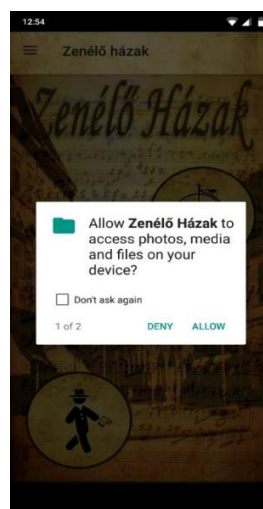 12:54
Zenélő házak
Zenélő Házak
Allow Zenélő Házak to
access photos, media
and files on your
device?
Don't ask again
1 of 2
DENY
ALLOW